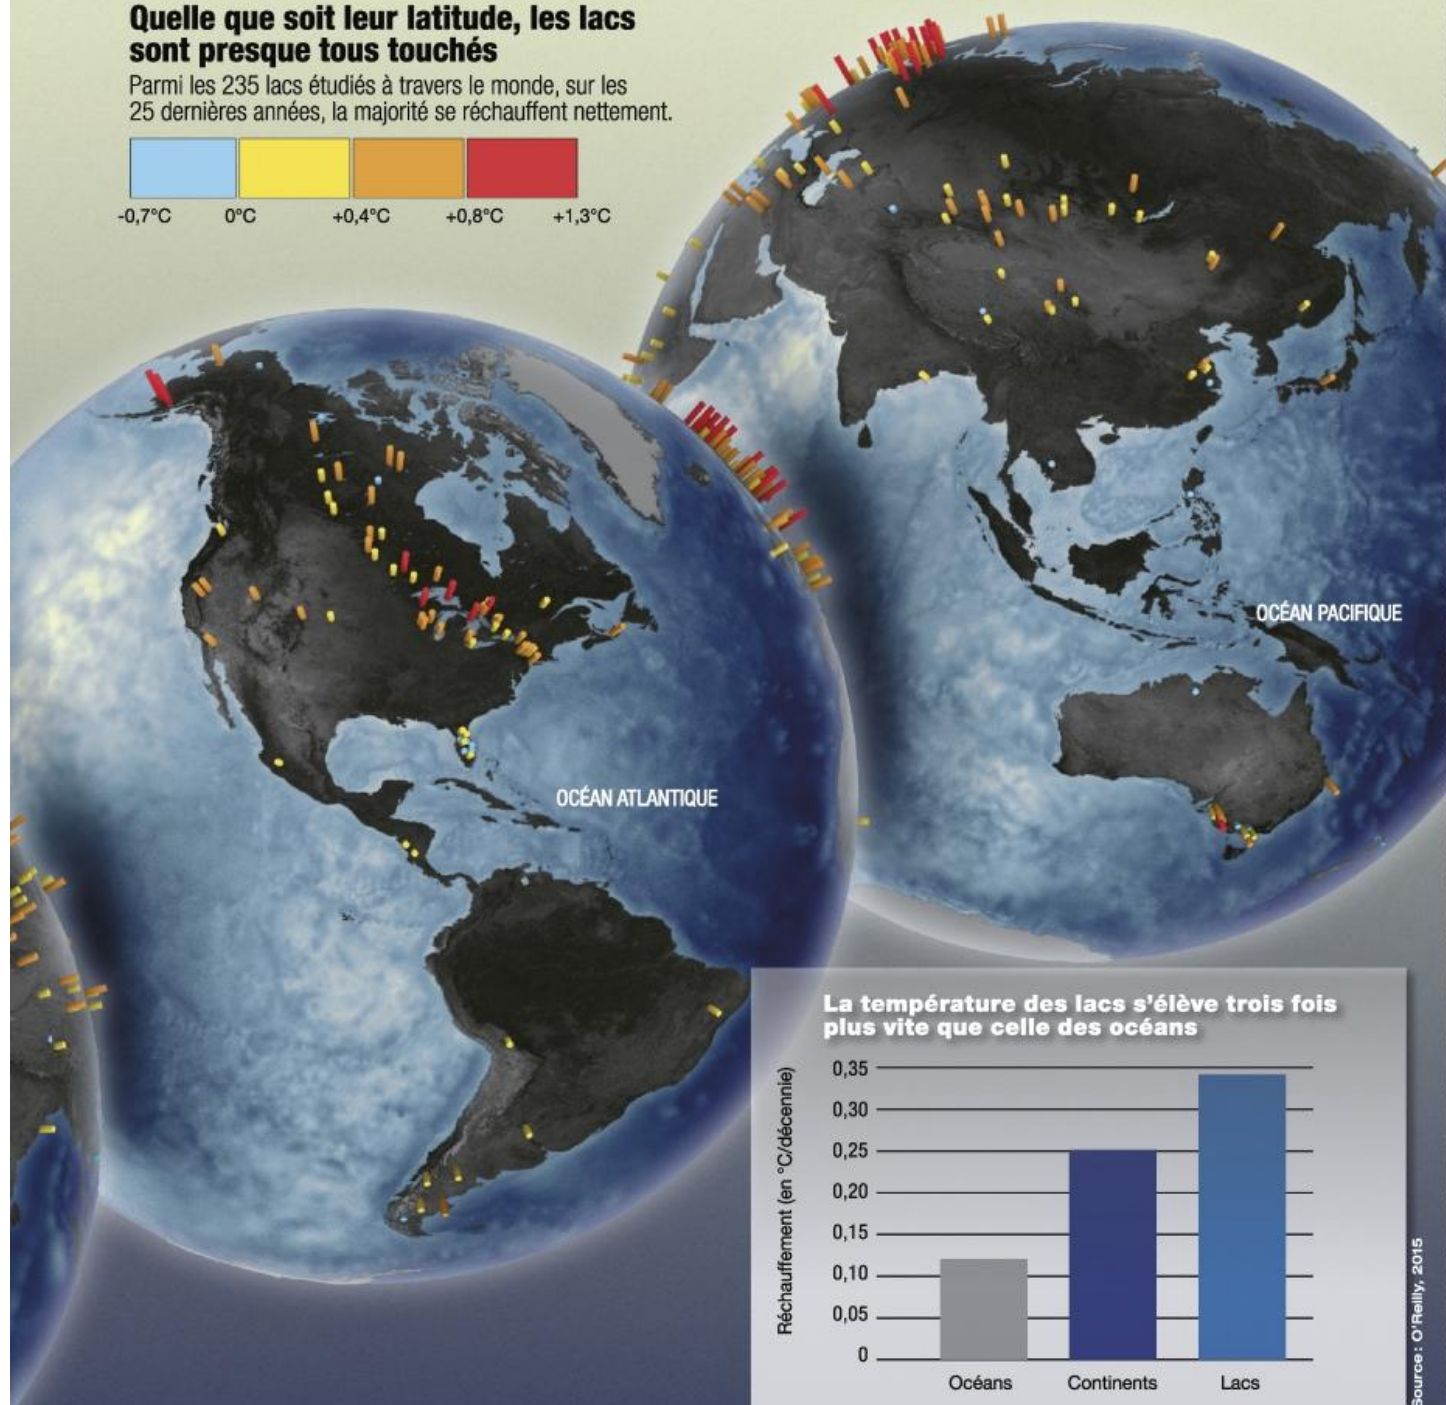 Quelle que soit leur latitude, les lacs
sont presque tous touchés
Parmi les 235 lacs étudiés à travers le monde, sur les
25 dernières années, la majorité se réchauffent nettement.
-0,7°C 0°C +0,4°C +0,8°C +1,3°C
OCÉAN PACIFIQUE
OCÉAN ATLANTIQUE
La température des lacs s'élève trois fois
plus vite que celle des océans
Réchauffement (en °C/décennie)
0,35
0,30
0,25
0,20
0,15
0,10
0,05
0
Océans Continents Lacs
Source : O'Reilly, 2015